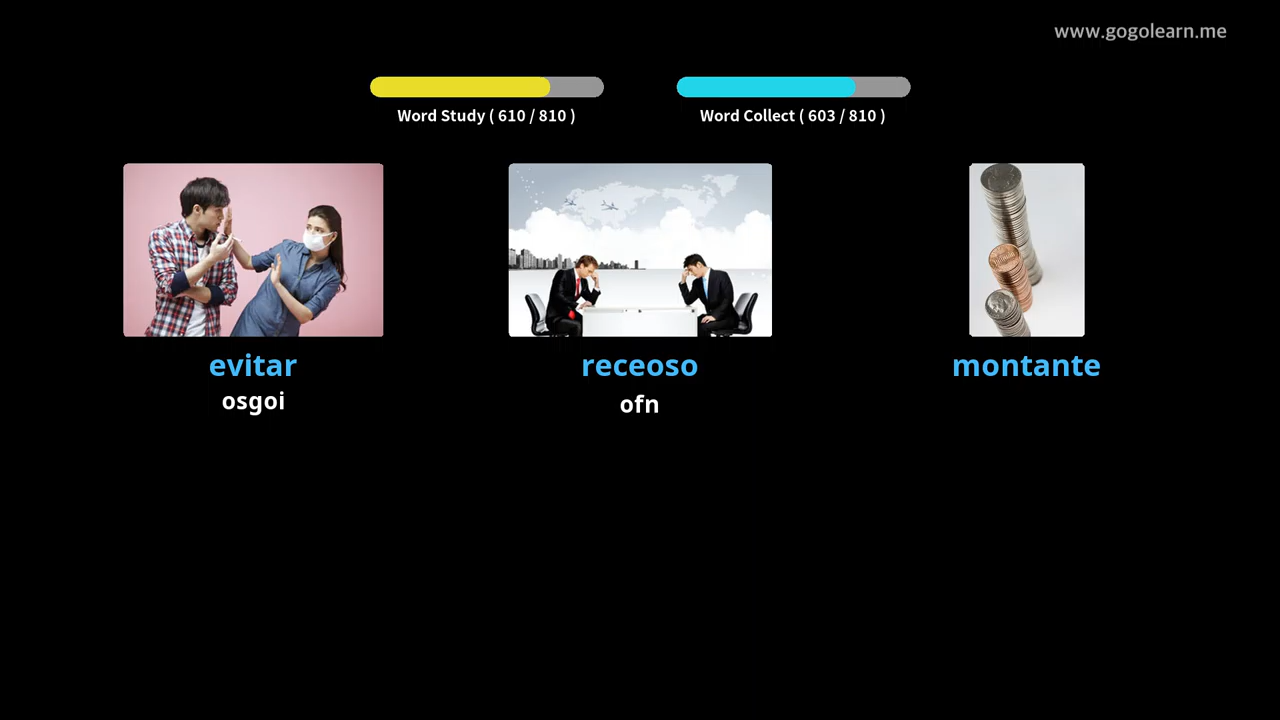 www.gogolearn.me
Word Study ( 610 / 810 )
Word Collect ( 603 / 810 )
evitar
osgoi
receoso
ofn
montante